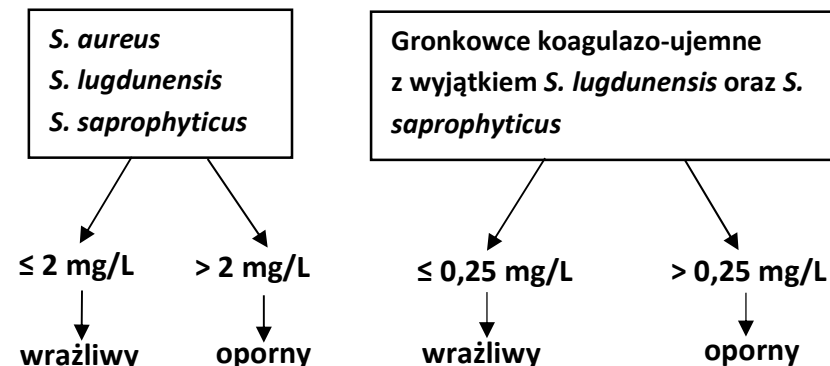 S. aureus
S. lugdunensis
S. saprophyticus
Gronkowce koagulazo-ujemne
z wyjątkiem S. lugdunensis oraz S.
saprophyticus
≤ 2 mg/L
> 2 mg/L
≤ 0,25 mg/L
> 0,25 mg/L
wrażliwy
oporny
wrażliwy
oporny